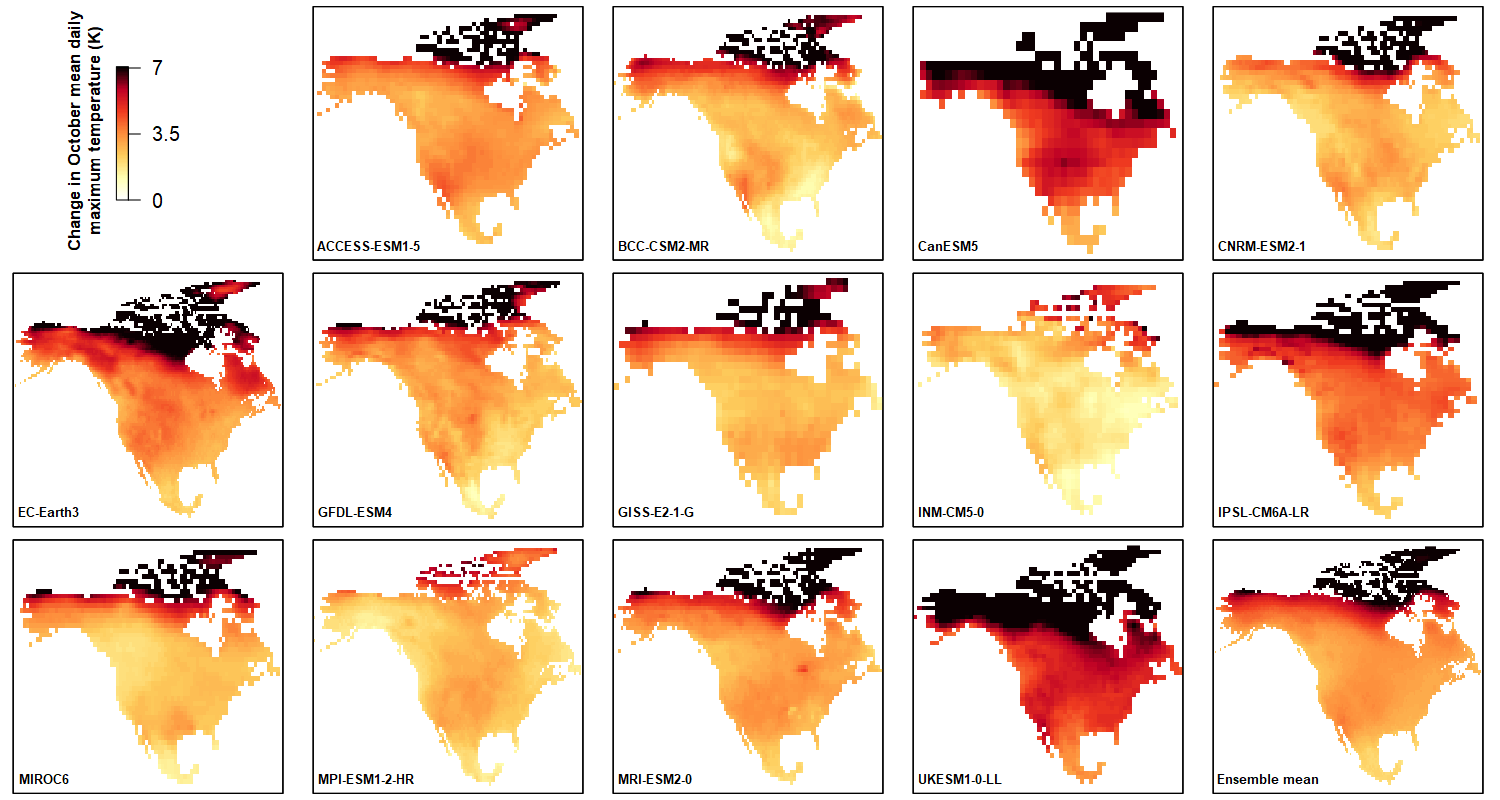 Change in October mean daily
maximum temperature (K)
7
3.5
0
ACCESS-ESM1-5
BCC-CSM2-MR
CanESM5
CNRM-ESM2-1
EC-Earth3
GFDL-ESM4
GISS-E2-1-G
INM-CM5-0
IPSL-CM6A-LR
MIROC6
MPI-ESM1-2-HR
MRI-ESM2-0
UKESM1-0-LL
Ensemble mean